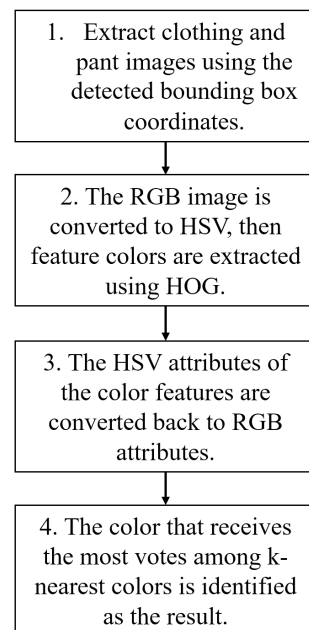 1. Extract clothing and
pant images using the
detected bounding box
coordinates.
2. The RGB image is
converted to HSV, then
feature colors are extracted
using HOG.
3. The HSV attributes of
the color features are
converted back to RGB
attributes.
4. The color that receives
the most votes among k-
nearest colors is identified
as the result.